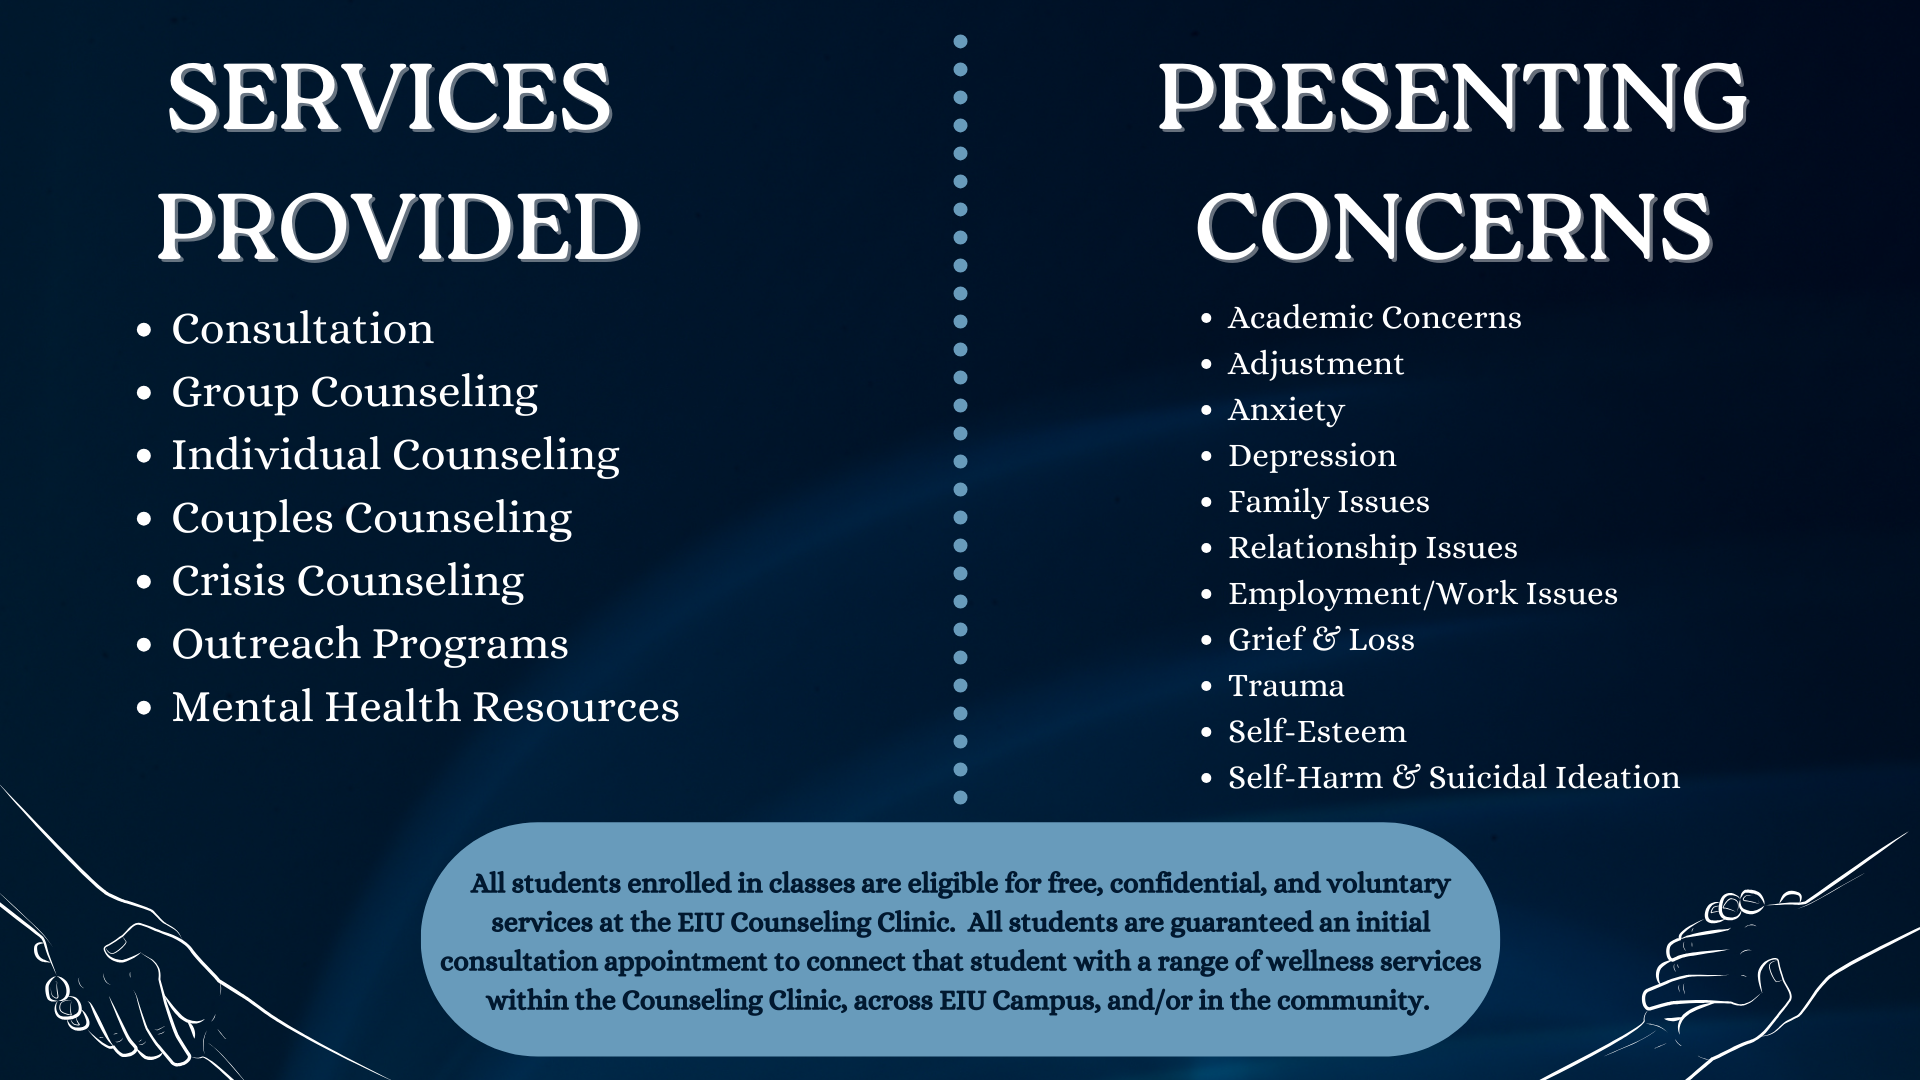 SERVICES
PROVIDED
• Consultation
• Group Counseling
• Individual Counseling
• Couples Counseling
• Crisis Counseling
• Outreach Programs
• Mental Health Resources
PRESENTING
CONCERNS
• Academic Concerns
• Adjustment
• Anxiety
• Depression
• Family Issues
• Relationship Issues
• Employment/Work Issues
• Grief & Loss
• Trauma
• Self-Esteem
• Self-Harm & Suicidal Ideation
All students enrolled in classes are eligible for free, confidential, and voluntary
services at the EIU Counseling Clinic.  All students are guaranteed an initial
consultation appointment to connect that student with a range of wellness services
within the Counseling Clinic, across EIU Campus, and/or in the community.